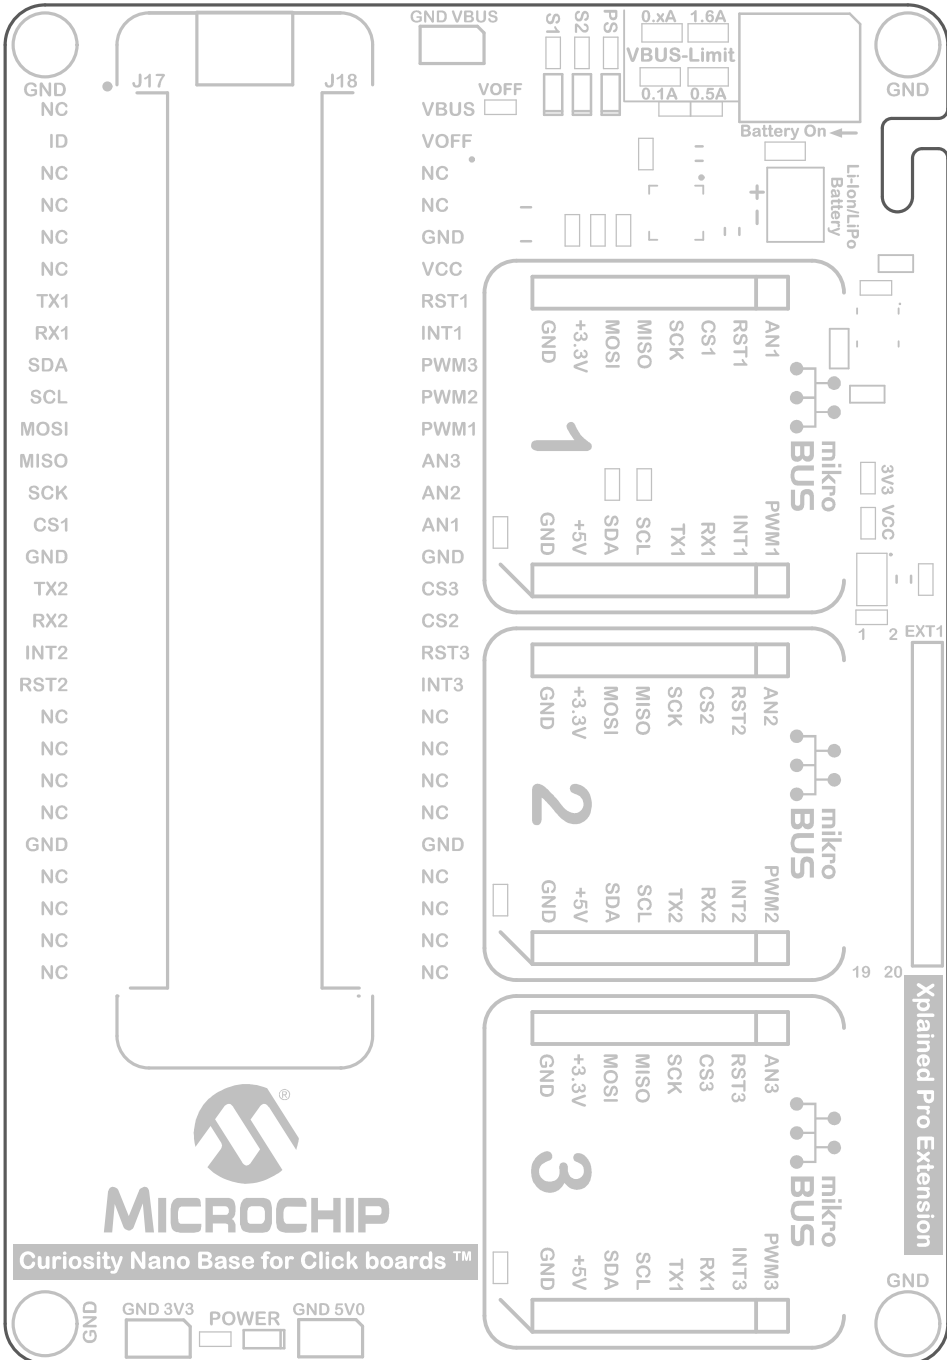 GND VBUS
S1
S2
PS
0.xA 1.6A
VBUS-Limit
0.1A 0.5A
GND
J17
J18
GND
VOFF
Battery On
Li-Ion/LiPo
Battery
+
-
NC
ID
NC
NC
NC
NC
TX1
RX1
SDA
SCL
MOSI
MISO
SCK
CS1
GND
TX2
RX2
INT2
RST2
NC
NC
NC
NC
GND
NC
NC
NC
NC
VBUS
VOFF
NC
NC
GND
VCC
RST1
INT1
PWM3
PWM2
PWM1
AN3
AN2
AN1
GND
CS3
CS2
RST3
INT3
NC
NC
NC
NC
GND
NC
NC
NC
NC
GND
+3.3V
MOSI
MISO
SCK
CS1
RST1
AN1
1
mikro
BUS
GND
+5V
SDA
SCL
TX1
RX1
INT1
PWM1
3V3 VCC
1 2 EXT1
GND
+3.3V
MOSI
MISO
SCK
CS2
RST2
AN2
2
mikro
BUS
GND
+5V
SDA
SCL
TX2
RX2
INT2
PWM2
19 20
Xplained Pro Extension
GND
+3.3V
MOSI
MISO
SCK
CS3
RST3
AN3
3
mikro
BUS
GND
+5V
SDA
SCL
TX1
RX1
INT3
PWM3
®
MICROCHIP
Curiosity Nano Base for Click boards ™
GND
GND 3V3
POWER
GND 5V0
GND